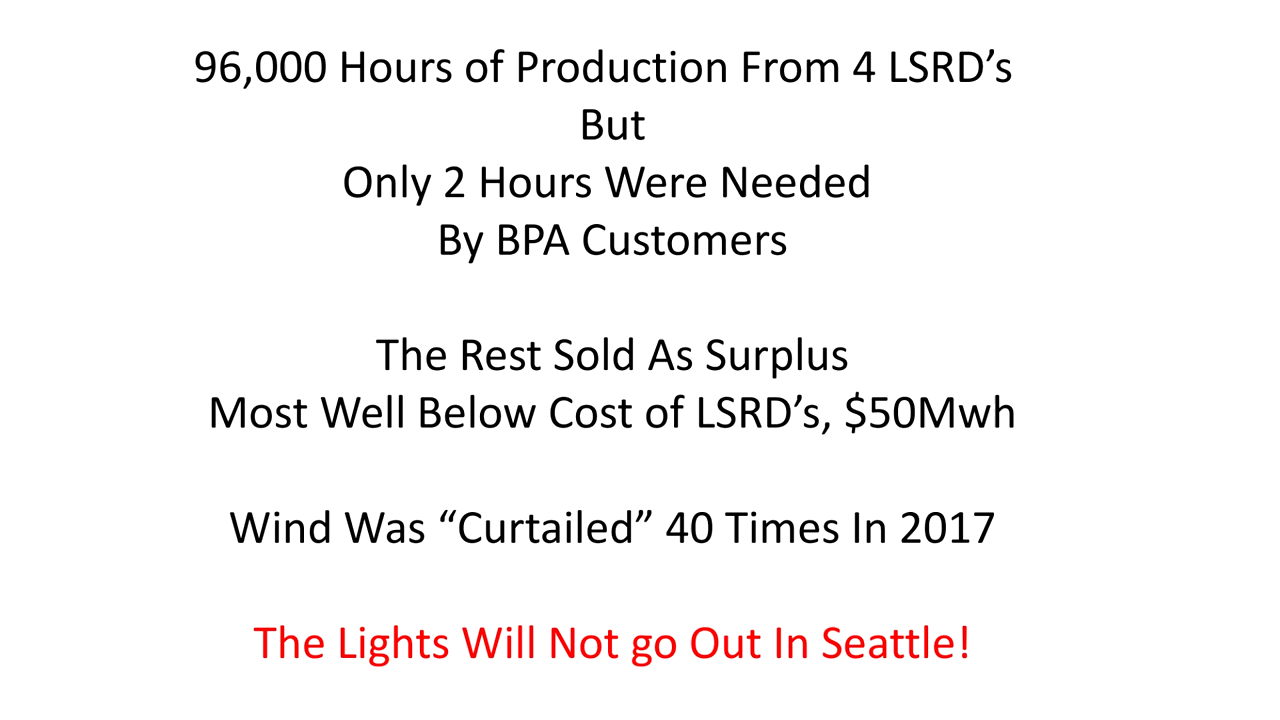 96,000 Hours of Production From 4 LSRD’s
But
Only 2 Hours Were Needed
By BPA Customers
The Rest Sold As Surplus
Most Well Below Cost of LSRD’s, $50Mwh
Wind Was “Curtailed” 40 Times In 2017
The Lights Will Not go Out In Seattle!